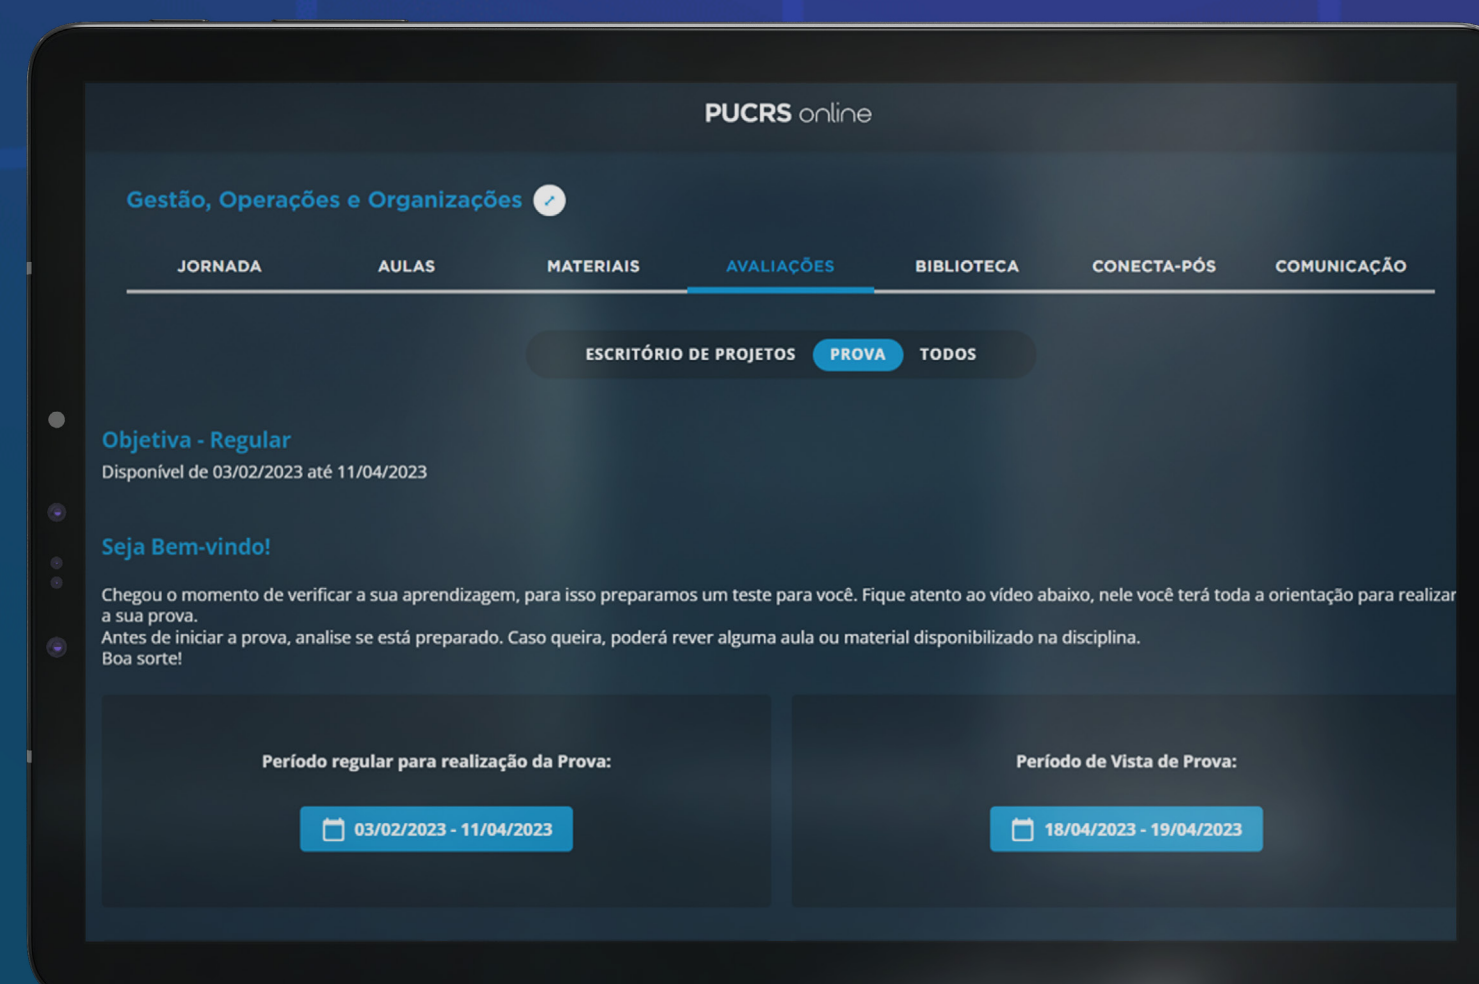 PUCRS online
Gestão, Operações e Organizações
JORNADA AULAS MATERIAIS AVALIAÇÕES BIBLIOTECA CONECTA-PÓS COMUNICAÇÃO
ESCRITÓRIO DE PROJETOS PROVA TODOS
Objetiva - Regular
Disponível de 03/02/2023 até 11/04/2023
Seja Bem-vindo!
Chegou o momento de verificar a sua aprendizagem, para isso preparamos um teste para você. Fique atento ao vídeo abaixo, nele você terá toda a orientação para realizar
a sua prova.
Antes de iniciar a prova, analise se está preparado. Caso queira, poderá rever alguma aula ou material disponibilizado na disciplina.
Boa sorte!
Período regular para realização da Prova:
03/02/2023 - 11/04/2023
Período de Vista de Prova:
18/04/2023 - 19/04/2023